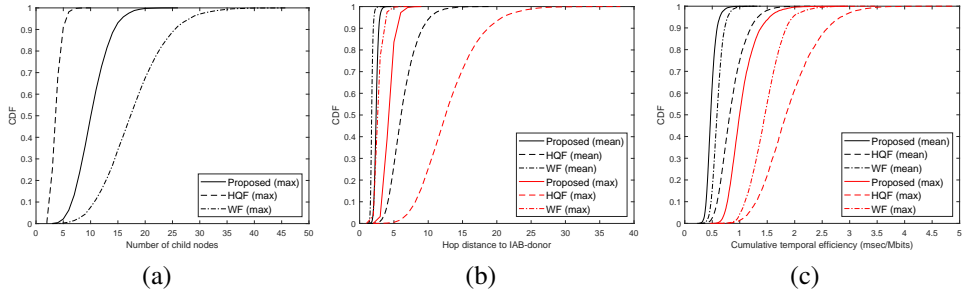 1
0.9
0.8
0.7
0.6
0.5
0.4
0.3
0.2
0.1
0
CDF
0 5 10 15 20 25 30 35 40 45 50
Number of child nodes
Proposed (max)
HQF (max)
WF (max)
(a)
1
0.9
0.8
0.7
0.6
0.5
0.4
0.3
0.2
0.1
0
CDF
0 5 10 15 20 25 30 35 40
Hop distance to IAB-donor
Proposed (mean)
HQF (mean)
WF (mean)
Proposed (max)
HQF (max)
WF (max)
(b)
1
0.9
0.8
0.7
0.6
0.5
0.4
0.3
0.2
0.1
0
CDF
0 0.5 1 1.5 2 2.5 3 3.5 4 4.5 5
Cumulative temporal efficiency (msec/Mbits)
Proposed (mean)
HQF (mean)
WF (mean)
Proposed (max)
HQF (max)
WF (max)
(c)